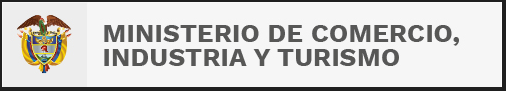 MINISTERIO DE COMERCIO,
INDUSTRIA Y TURISMO